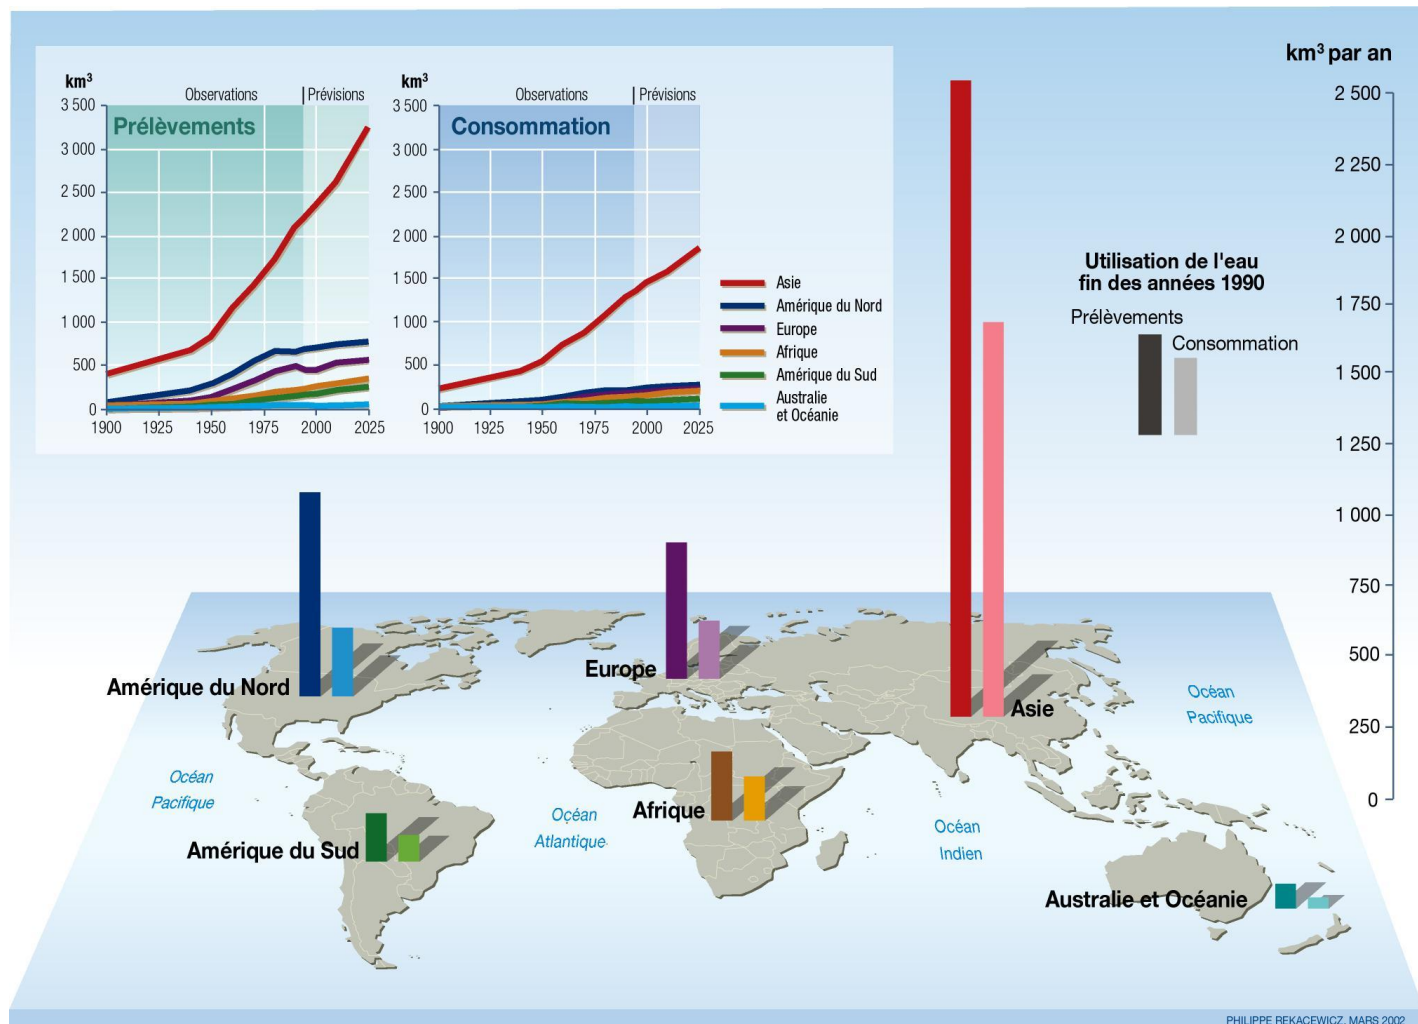 km³ par an
2 500
2 250
2 000
1 750
1 500
1 250
1 000
750
500
250
0
km³
Observations
Prévisions
3 500
3 000
2 500
2 000
1 500
1 000
500
0
Prélèvements
1900
1925
1950
1975
2000
2025
km³
Observations
Prévisions
3 500
3 000
2 500
2 000
1 500
1 000
500
0
Consommation
1900
1925
1950
1975
2000
2025
Asie
Amérique du Nord
Europe
Afrique
Amérique du Sud
Australie
et Océanie
Utilisation de l'eau
fin des années 1990
Prélèvements
Consommation
Amérique du Nord
Europe
Asie
Océan
Pacifique
Océan
Pacifique
Amérique du Sud
Océan
Atlantique
Afrique
Océan
Indien
Australie et Océanie
PHILIPPE REKACEWICZ, MARS 2002